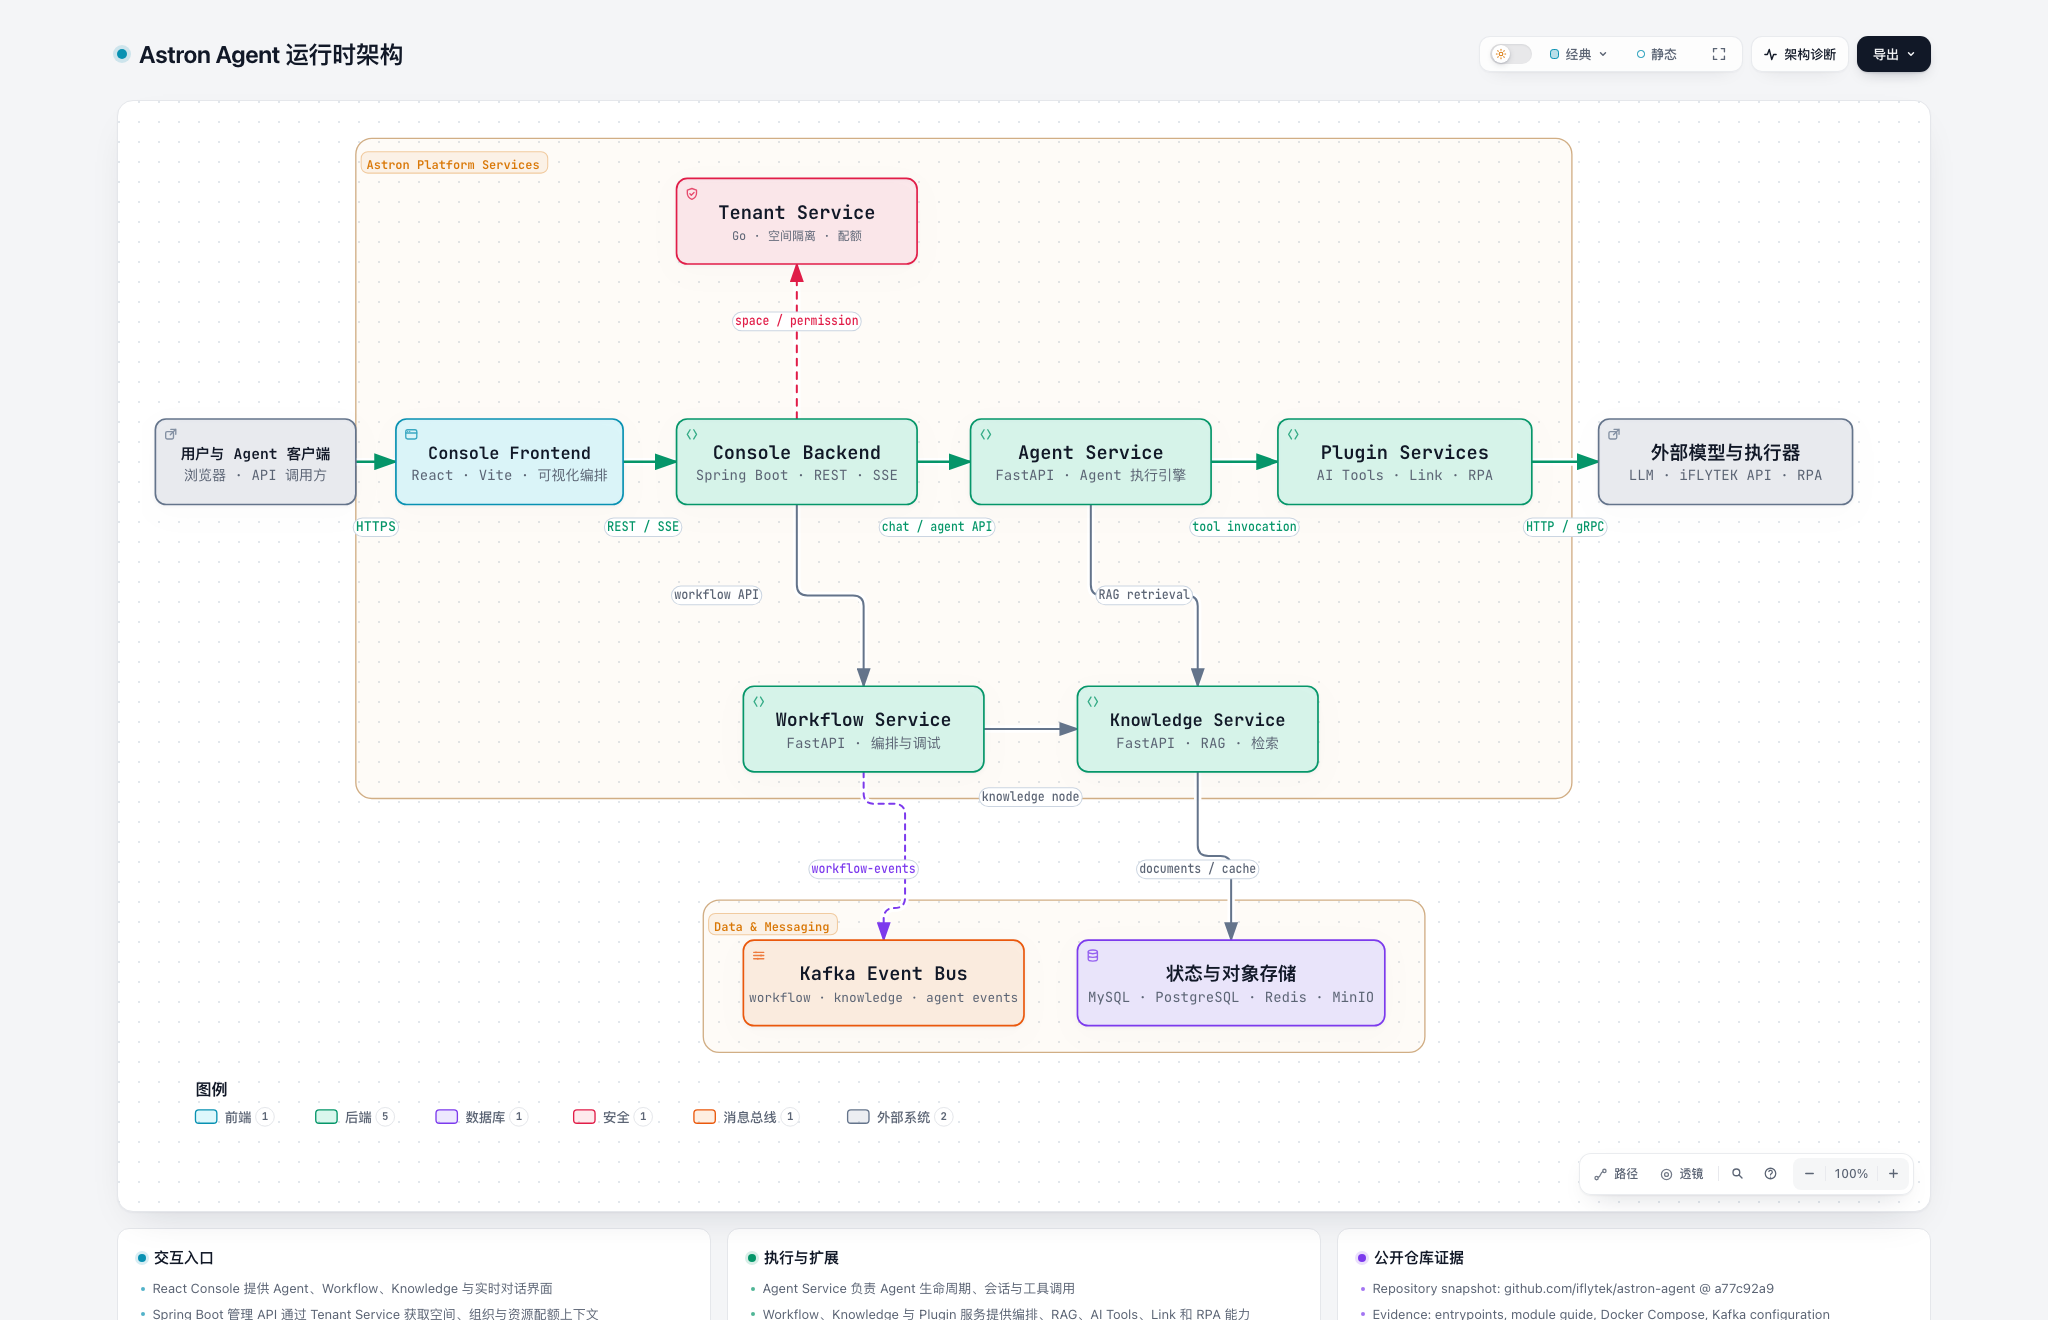 Astron Agent 运行时架构
经典
静态
架构诊断
导出
Astron Platform Services
Tenant Service
Go · 空间隔离 · 配额
space / permission
用户与 Agent 客户端
浏览器 · API 调用方
Console Frontend
React · Vite · 可视化编排
Console Backend
Spring Boot · REST · SSE
Agent Service
FastAPI · Agent 执行引擎
Plugin Services
AI Tools · Link · RPA
外部模型与执行器
LLM · iFLYTEK API · RPA
HTTPS
REST / SSE
chat / agent API
tool invocation
HTTP / gRPC
workflow API
RAG retrieval
Workflow Service
FastAPI · 编排与调试
Knowledge Service
FastAPI · RAG · 检索
knowledge node
workflow-events
documents / cache
Data & Messaging
Kafka Event Bus
workflow · knowledge · agent events
状态与对象存储
MySQL · PostgreSQL · Redis · MinIO
图例
前端 1
后端 5
数据库 1
安全 1
消息总线 1
外部系统 2
路径
透镜
100%
交互入口
React Console 提供 Agent、Workflow、Knowledge 与实时对话界面
Spring Boot 管理 API 通过 Tenant Service 获取空间、组织与资源配额上下文
执行与扩展
Agent Service 负责 Agent 生命周期、会话与工具调用
Workflow、Knowledge 与 Plugin 服务提供编排、RAG、AI Tools、Link 和 RPA 能力
公开仓库证据
Repository snapshot: github.com/iflytek/astron-agent @ a77c92a9
Evidence: entrypoints, module guide, Docker Compose, Kafka configuration